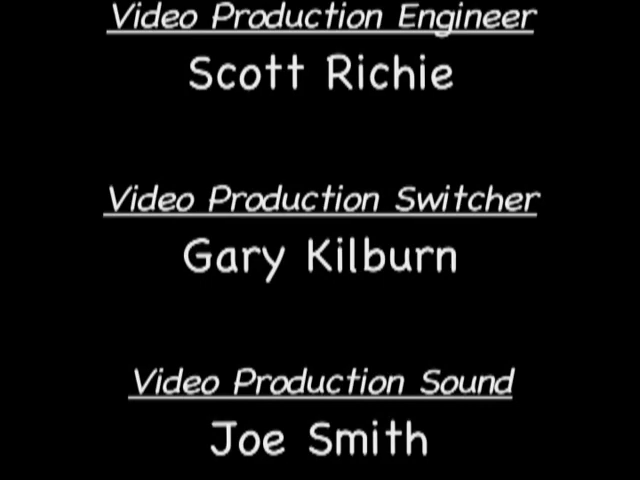 Video Production Engineer
Scott Richie
Video Production Switcher
Gary Kilburn
Video Production Sound
Joe Smith